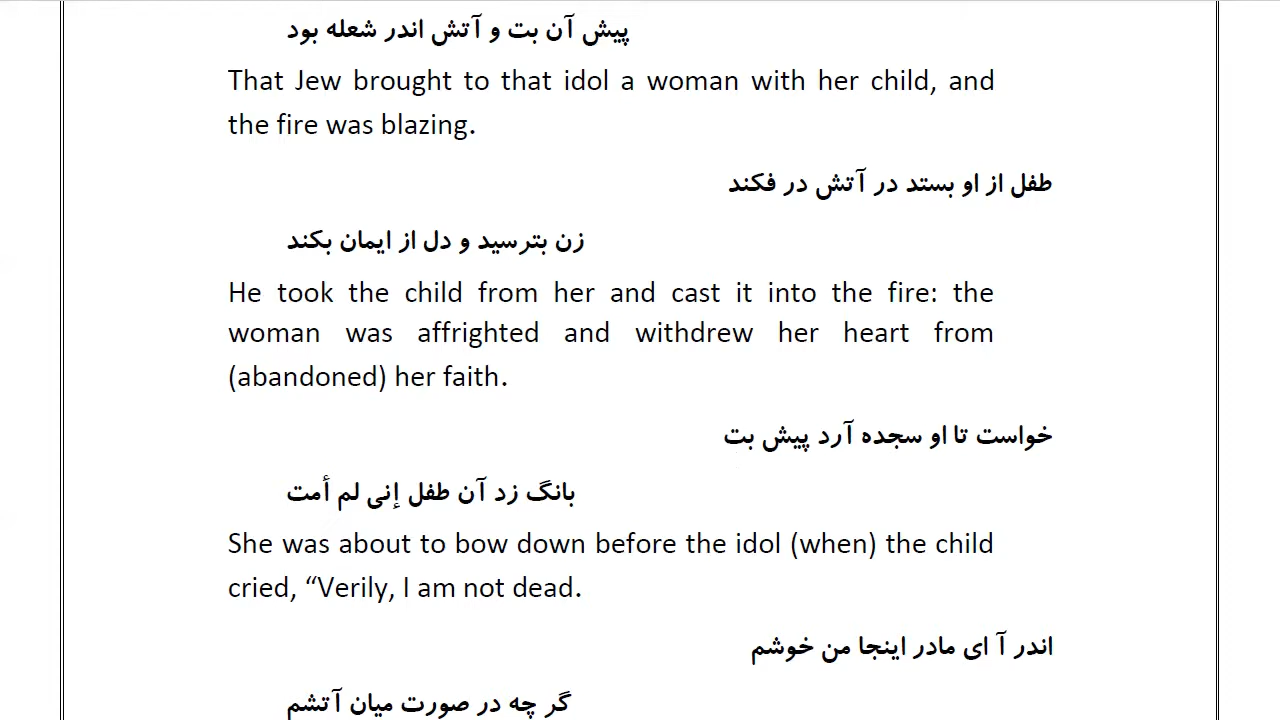 پیش آن بت و آتش اندر شعله بود
That Jew brought to that idol a woman with her child, and
the fire was blazing.
طفل از او بستد در آتش در فکند
زن بترسید و دل از ایمان بکند
He took the child from her and cast it into the fire: the
woman was affrighted and withdrew her heart from
(abandoned) her faith.
خواست تا او سجده آرد پیش بت
بانگ زد آن طفل إنی لم أمت
She was about to bow down before the idol (when) the child
cried, “Verily, I am not dead.
اندر آ ای مادر اینجا من خوشم
گر چه در صورت میان آتشم